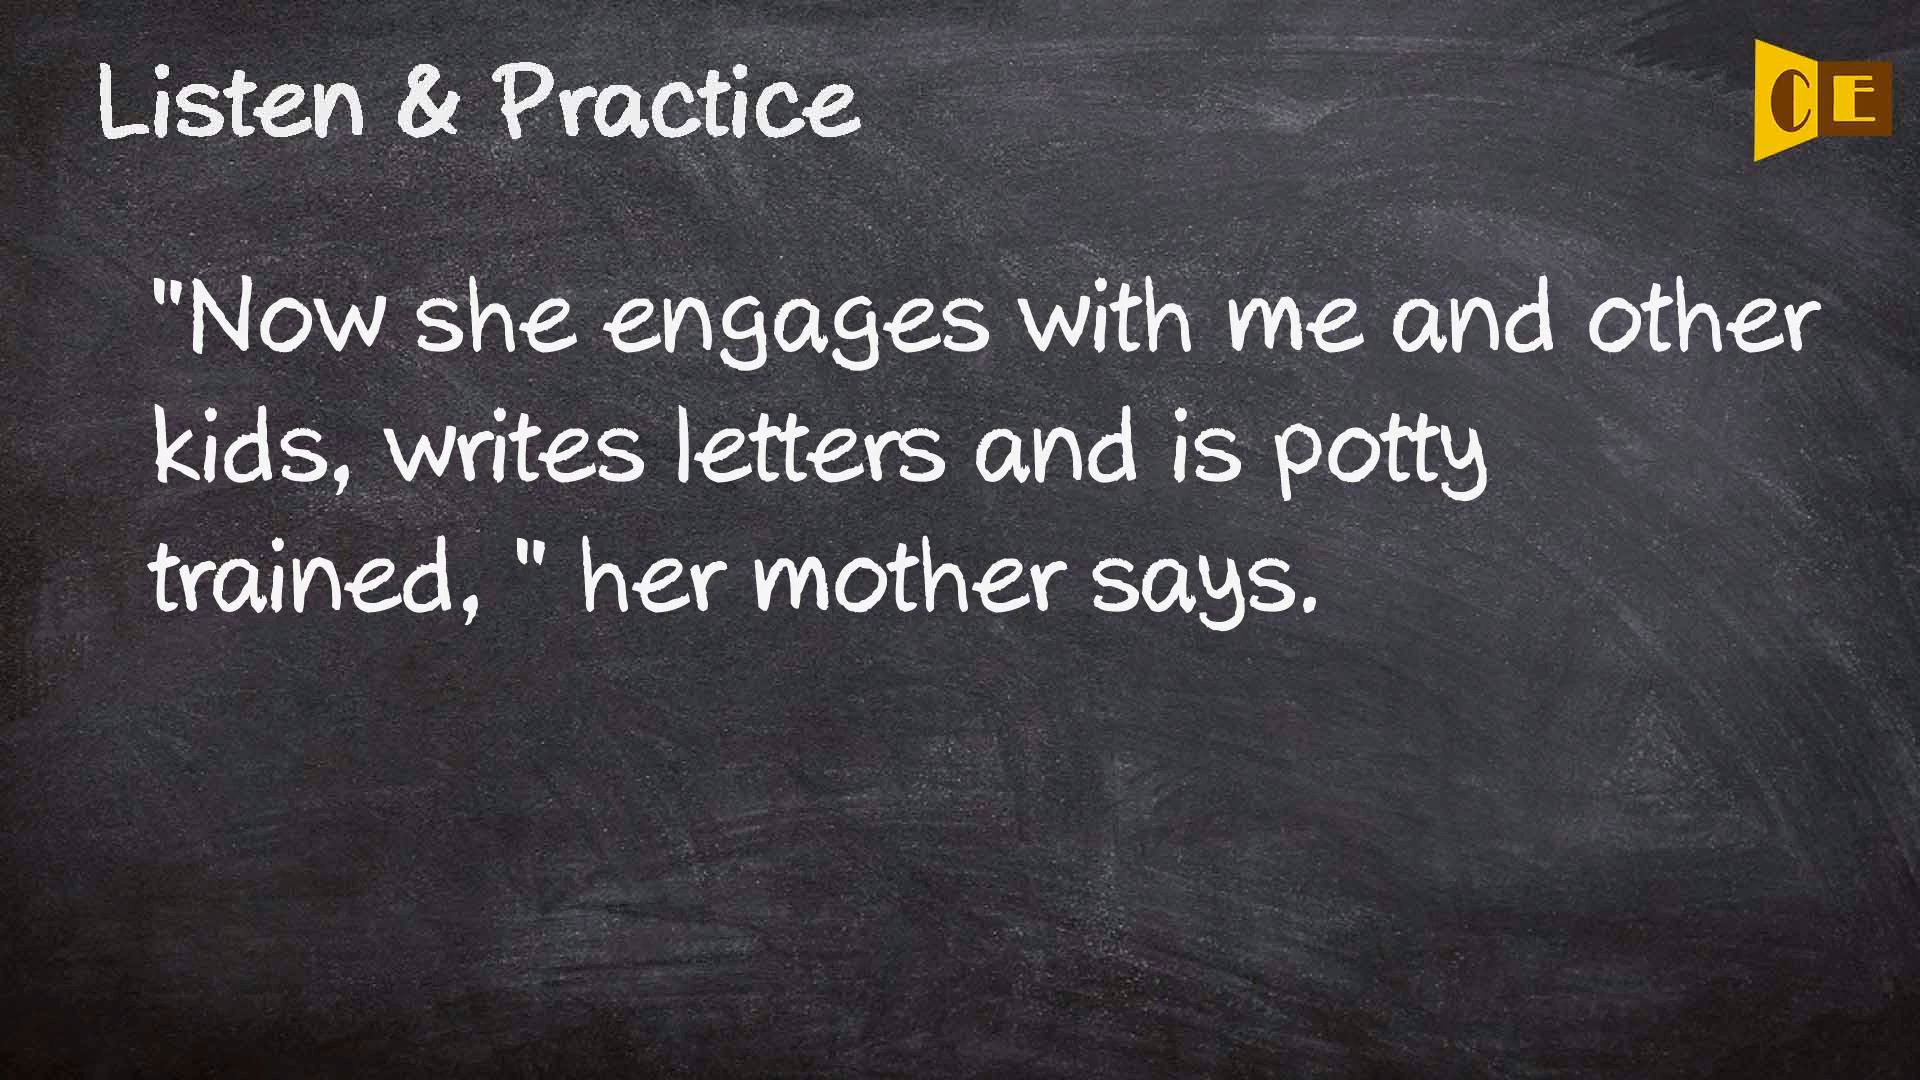 Listen & Practice
CE
"Now she engages with me and other
kids, writes letters and is potty
trained, " her mother says.